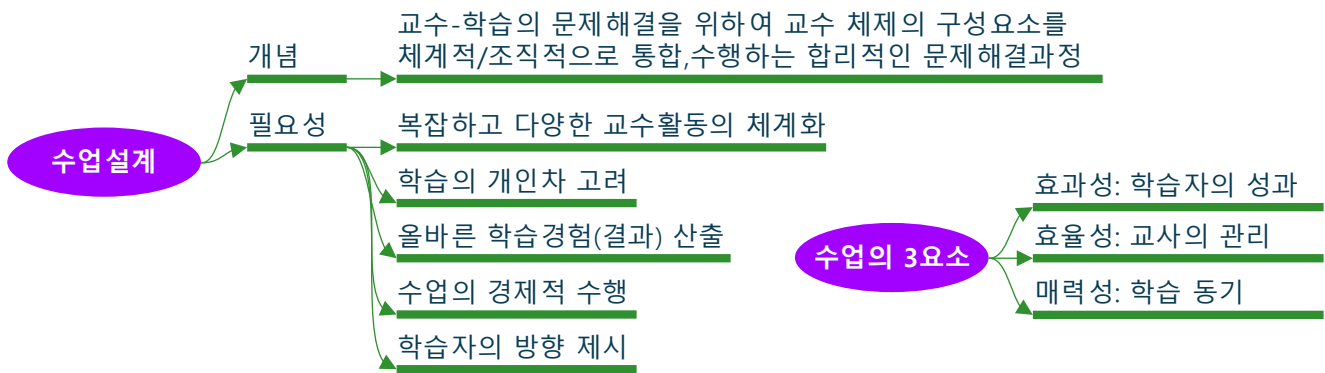 수업설계
개념
교수-학습의 문제해결을 위하여 교수 체제의 구성요소를
체계적/조직적으로 통합,수행하는 합리적인 문제해결과정
필요성
복잡하고 다양한 교수활동의 체계화
학습의 개인차 고려
올바른 학습경험(결과) 산출
수업의 경제적 수행
학습자의 방향 제시
수업의 3요소
효과성: 학습자의 성과
효율성: 교사의 관리
매력성: 학습 동기